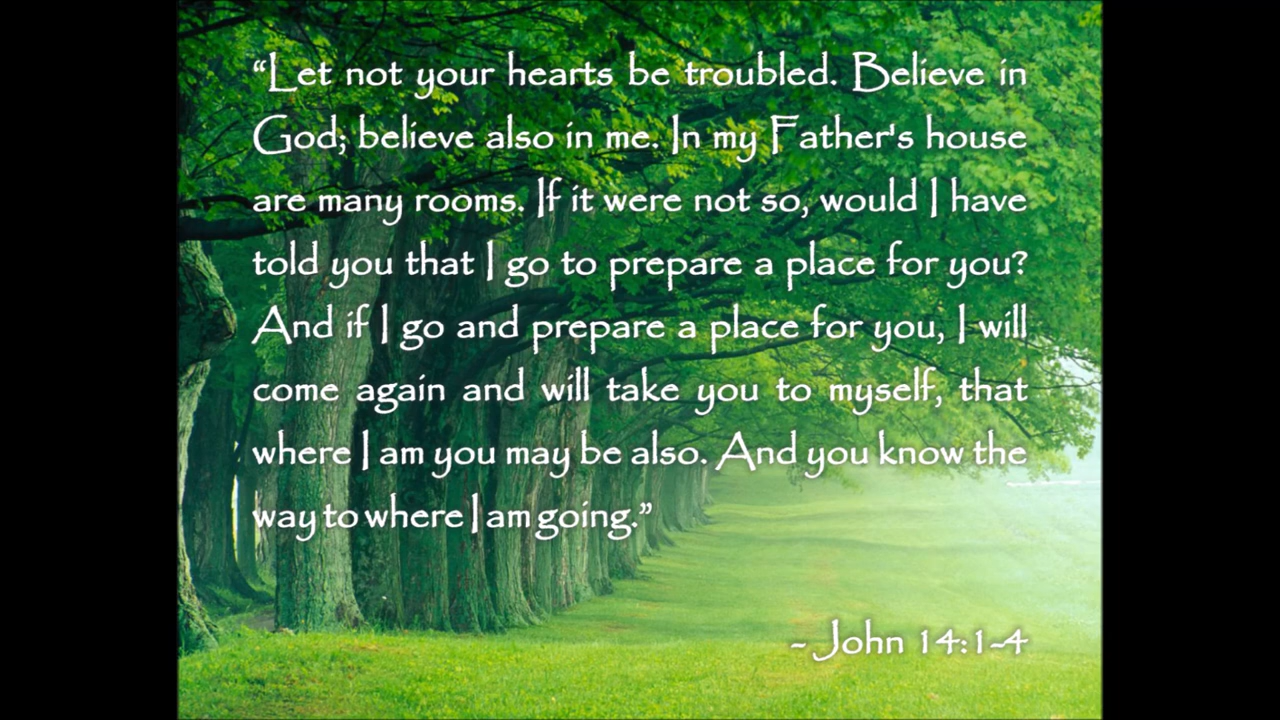 “Let not your hearts be troubled. Believe in
God; believe also in me. In my Father's house
are many rooms. If it were not so, would I have
told you that I go to prepare a place for you?
And if I go and prepare a place for you, I will
come again and will take you to myself, that
where I am you may be also. And you know the
way to where I am going.”
- John 14:1-4